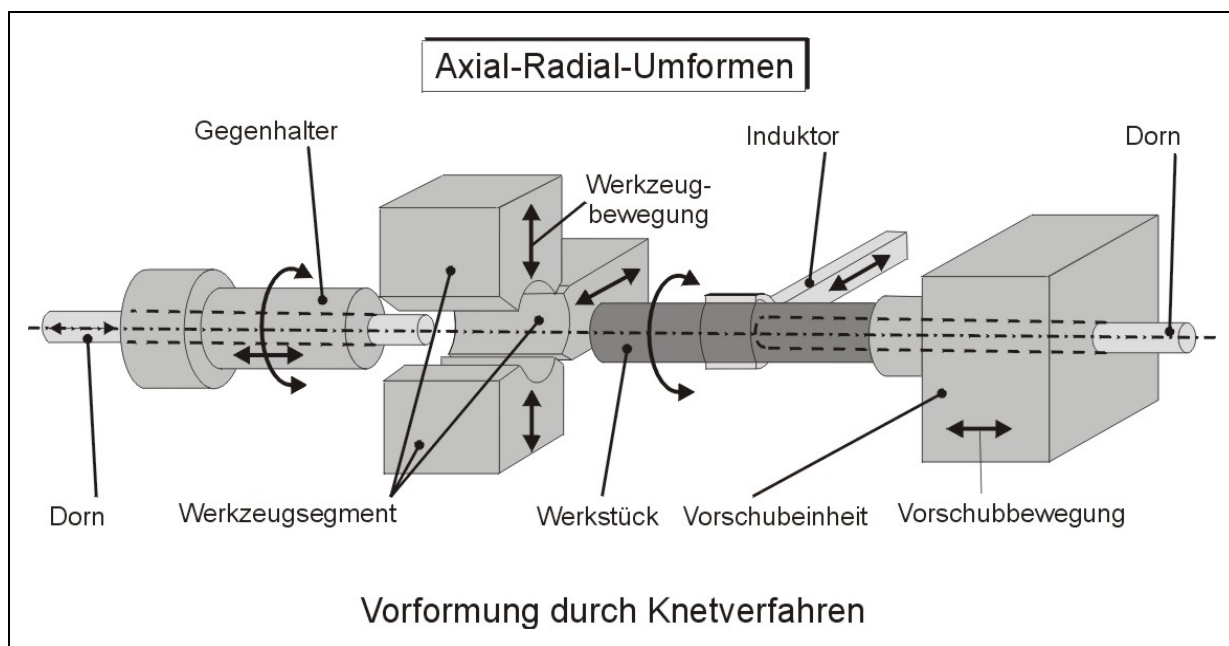 Axial-Radial-Umformen
Gegenhalter
Induktor
Dorn
Werkzeug-
bewegung
Dorn
Werkzeugsegment
Werkstück
Vorschubeinheit
Vorschubbewegung
Vorformung durch Knetverfahren